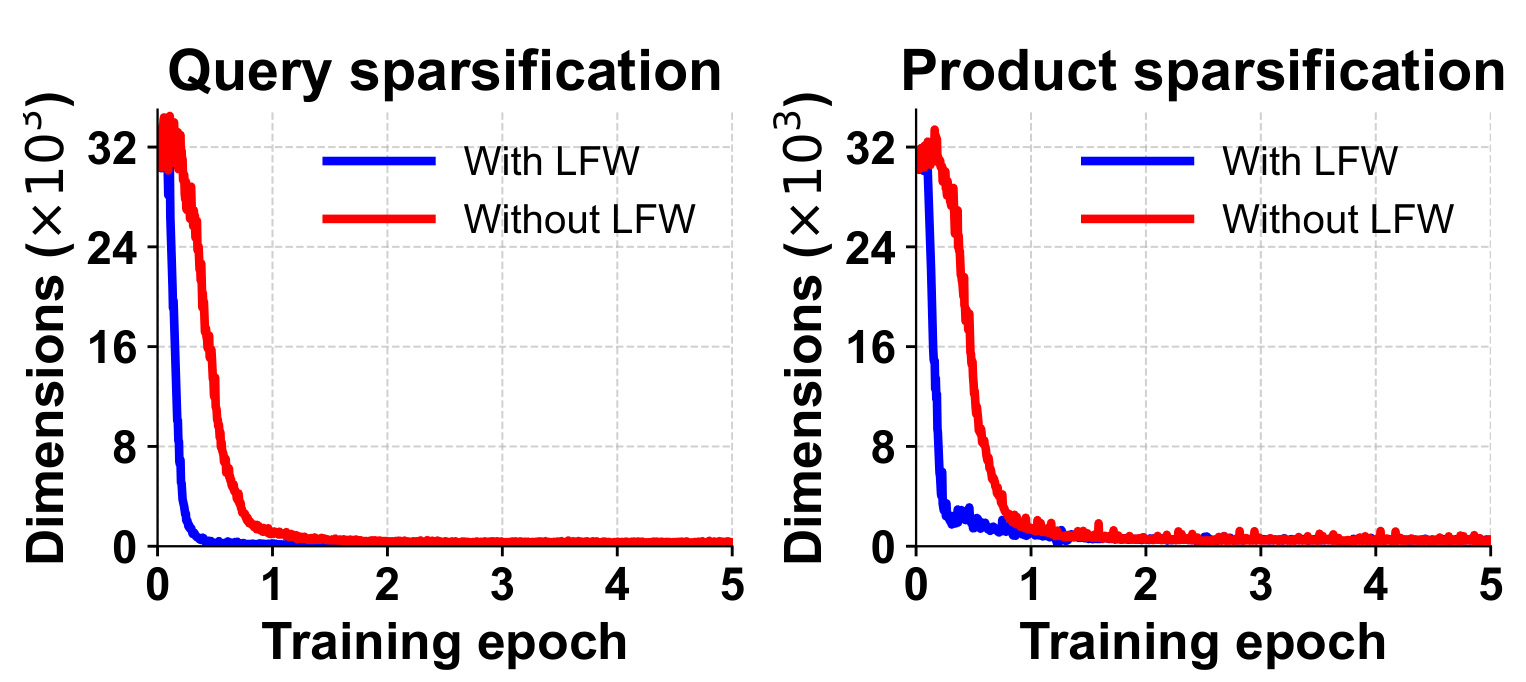 Query sparsification
Dimensions (×10³)
32
24
16
8
0
With LFW
Without LFW
0 1 2 3 4 5
Training epoch
Product sparsification
Dimensions (×10³)
32
24
16
8
0
With LFW
Without LFW
0 1 2 3 4 5
Training epoch